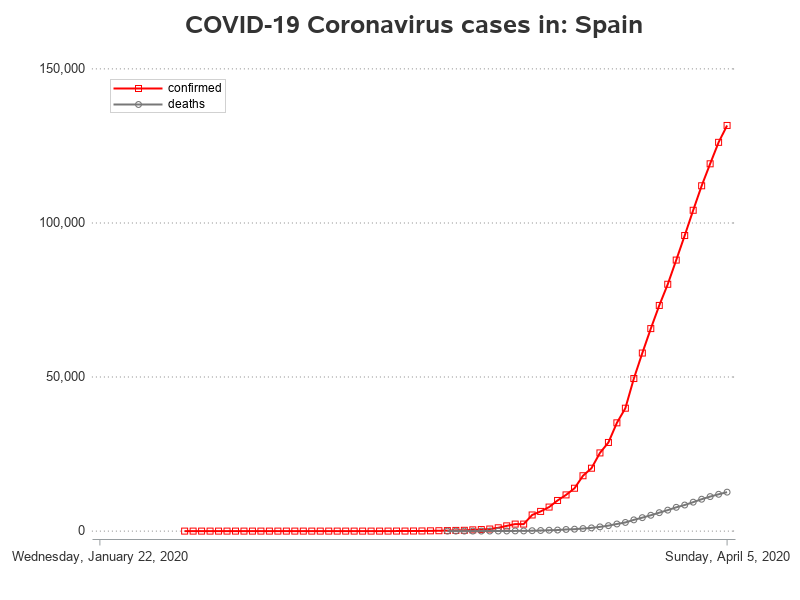 COVID-19 Coronavirus cases in: Spain
150,000
confirmed
deaths
100,000
50,000
0
Wednesday, January 22, 2020
Sunday, April 5, 2020